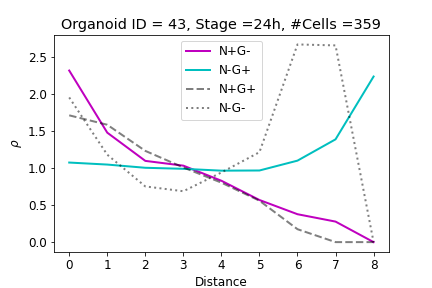 Organoid ID = 43, Stage =24h, #Cells =359
N+G-
N-G+
N+G+
N-G-
ρ
2.5
2.0
1.5
1.0
0.5
0.0
0 1 2 3 4 5 6 7 8
Distance